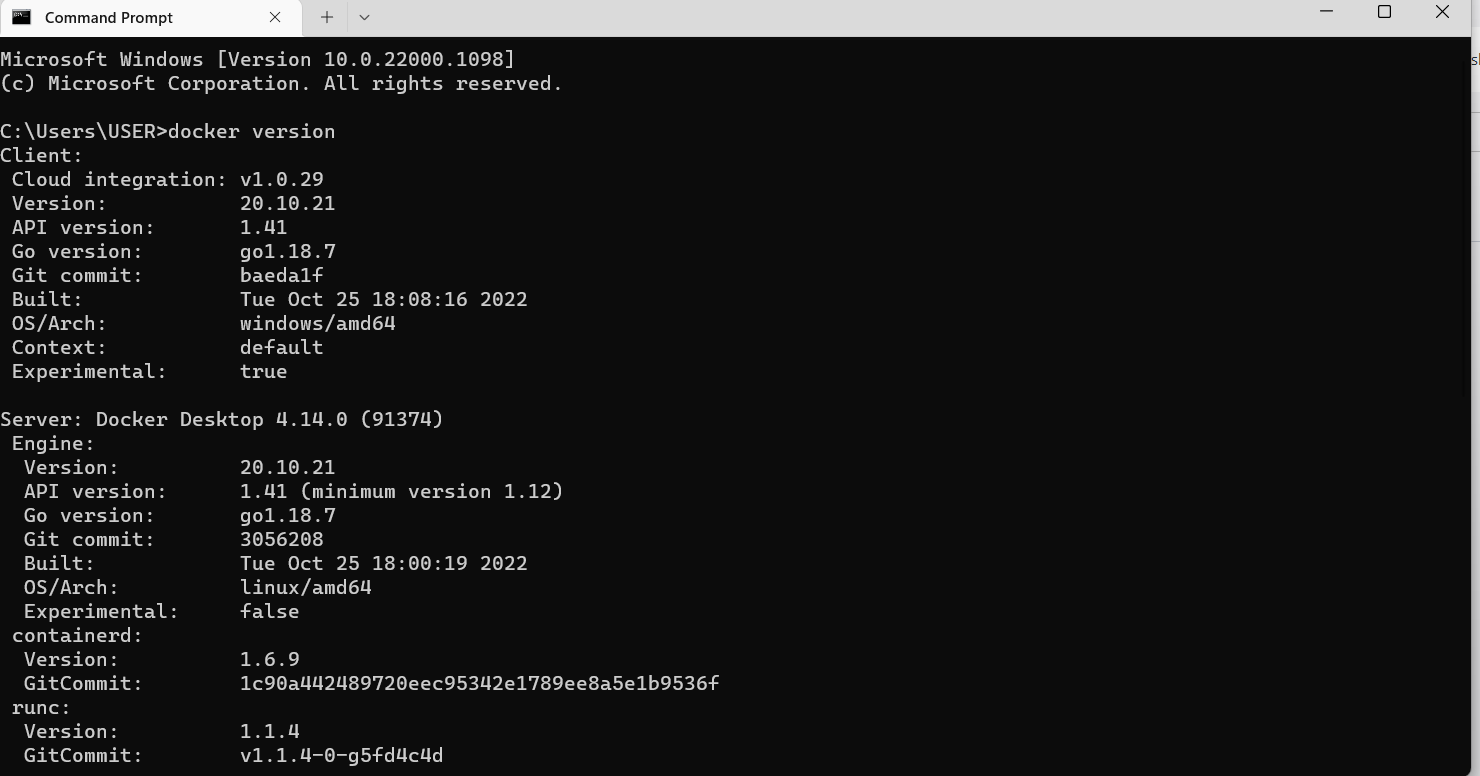 Command Prompt
Microsoft Windows [Version 10.0.22000.1098]
(c) Microsoft Corporation. All rights reserved.
C:\Users\USER>docker version
Client:
Cloud integration: v1.0.29
Version: 20.10.21
API version: 1.41
Go version: go1.18.7
Git commit: baeda1f
Built: Tue Oct 25 18:08:16 2022
OS/Arch: windows/amd64
Context: default
Experimental: true
Server: Docker Desktop 4.14.0 (91374)
Engine:
Version: 20.10.21
API version: 1.41 (minimum version 1.12)
Go version: go1.18.7
Git commit: 3056208
Built: Tue Oct 25 18:00:19 2022
OS/Arch: linux/amd64
Experimental: false
containerd:
Version: 1.6.9
GitCommit: 1c90a442489720eec95342e1789ee8a5e1b9536f
runc:
Version: 1.1.4
GitCommit: v1.1.4-0-g5fd4c4d